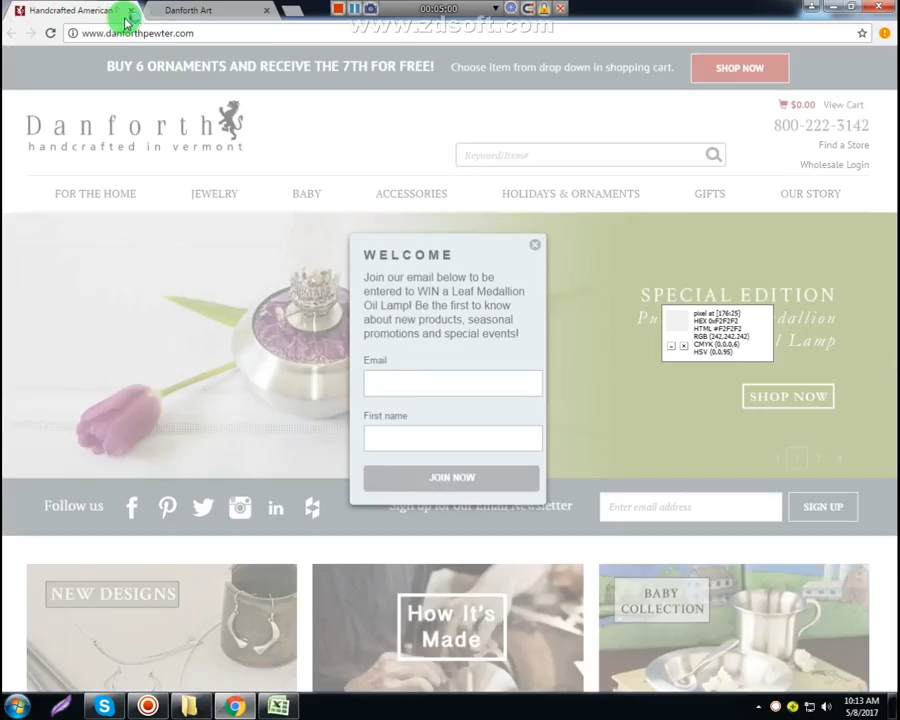 Handcrafted American
Danforth Art
00:05:00
www.zdsoft.com
www.danforthpewter.com
BUY 6 ORNAMENTS AND RECEIVE THE 7TH FOR FREE! Choose item from drop down in shopping cart. SHOP NOW
Danforth
handcrafted in vermont
$0.00 View Cart
800-222-3142
Keyword/Item#
Find a Store
Wholesale Login
FOR THE HOME JEWELRY BABY ACCESSORIES HOLIDAYS & ORNAMENTS GIFTS OUR STORY
WELCOME
Join our email below to be
entered to WIN a Leaf Medallion
Oil Lamp! Be the first to know
about new products, seasonal
promotions and special events!
Email
First name
JOIN NOW
SPECIAL EDITION
pixel at [176:25]
HEX 0xF2F2F2
HTML #F2F2F2
RGB (242,242,242)
CMYK (0,0,0,6)
HSV (0,0,95)
SHOP NOW
Follow us
Sign up for our Email Newsletter
Enter email address
SIGN UP
NEW DESIGNS
How It's
Made
BABY
COLLECTION
10:13 AM
5/8/2017